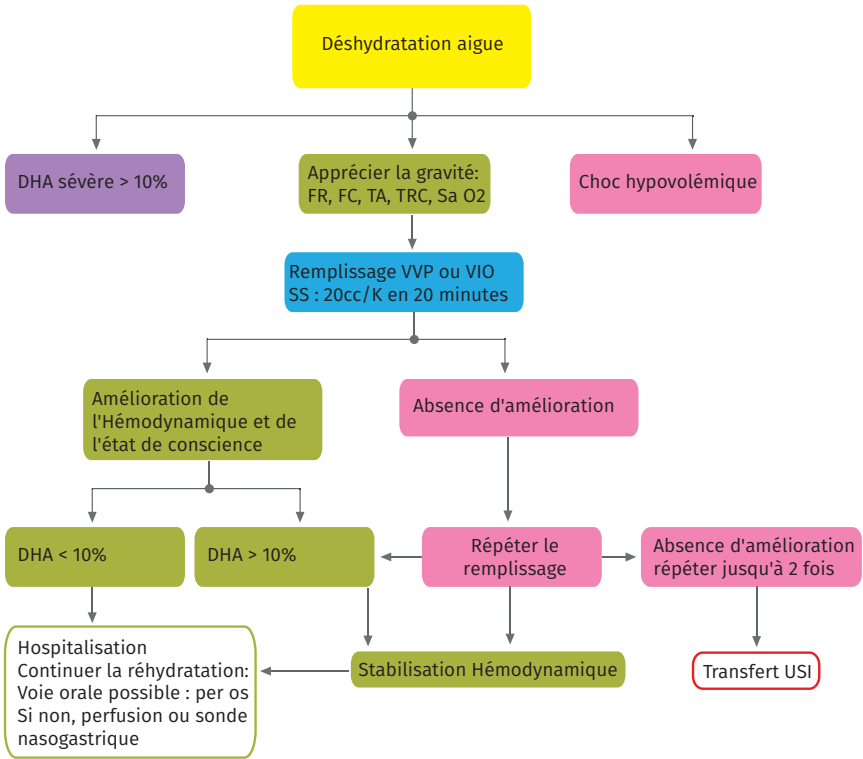 Déshydratation aigue
DHA sévère > 10%
Apprécier la gravité:
FR, FC, TA, TRC, Sa O2
Choc hypovolémique
Remplissage VVP ou VIO
SS : 20cc/K en 20 minutes
Amélioration de
l'Hémodynamique et de
l'état de conscience
Absence d'amélioration
DHA < 10%
DHA > 10%
Répéter le
remplissage
Absence d'amélioration
répéter jusqu'à 2 fois
Hospitalisation
Continuer la réhydratation:
Voie orale possible : per os
Si non, perfusion ou sonde
nasogastrique
Stabilisation Hémodynamique
Transfert USI